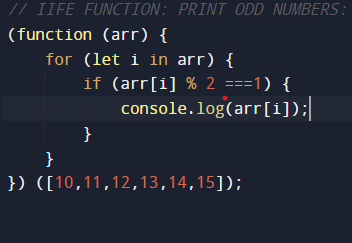 // IIFE FUNCTION: PRINT ODD NUMBERS:
(function (arr) {
    for (let i in arr) {
        if (arr[i] % 2 ===1) {
            console.log(arr[i]);
        }
    }
}) ([10,11,12,13,14,15]);